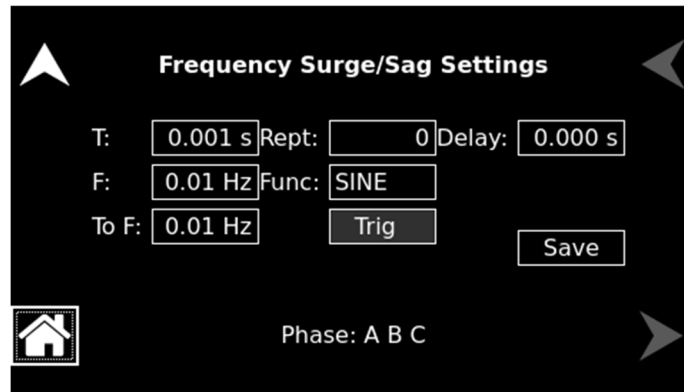 Frequency Surge/Sag Settings
T: 0.001 s Rept: 0 Delay: 0.000 s
F: 0.01 Hz Func: SINE
To F: 0.01 Hz Trig
Save
Phase: A B C